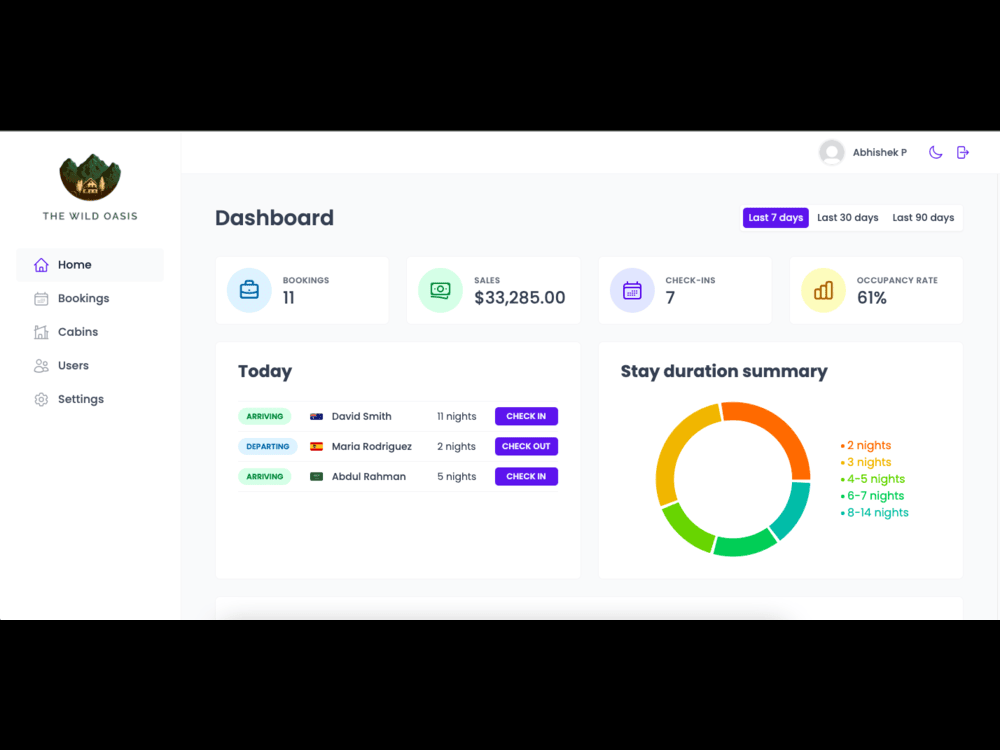 THE WILD OASIS
Home
Bookings
Cabins
Users
Settings
Abhishek P
Dashboard
Last 7 days Last 30 days Last 90 days
BOOKINGS
11
SALES
$33,285.00
CHECK-INS
7
OCCUPANCY RATE
61%
Today
ARRIVING David Smith 11 nights CHECK IN
DEPARTING Maria Rodriguez 2 nights CHECK OUT
ARRIVING Abdul Rahman 5 nights CHECK IN
Stay duration summary
2 nights
3 nights
4-5 nights
6-7 nights
8-14 nights